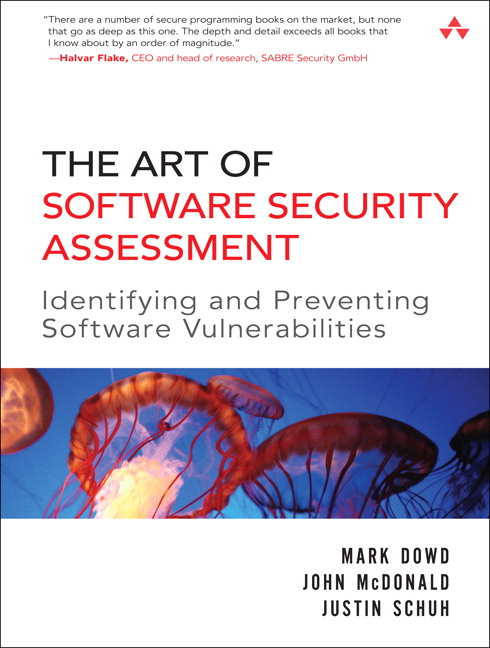 “There are a number of secure programming books on the market, but none
that go as deep as this one. The depth and detail exceeds all books that
I know about by an order of magnitude.”
—Halvar Flake, CEO and head of research, SABRE Security GmbH
THE ART OF
SOFTWARE SECURITY
ASSESSMENT
Identifying and Preventing
Software Vulnerabilities
MARK DOWD
JOHN McDONALD
JUSTIN SCHUH